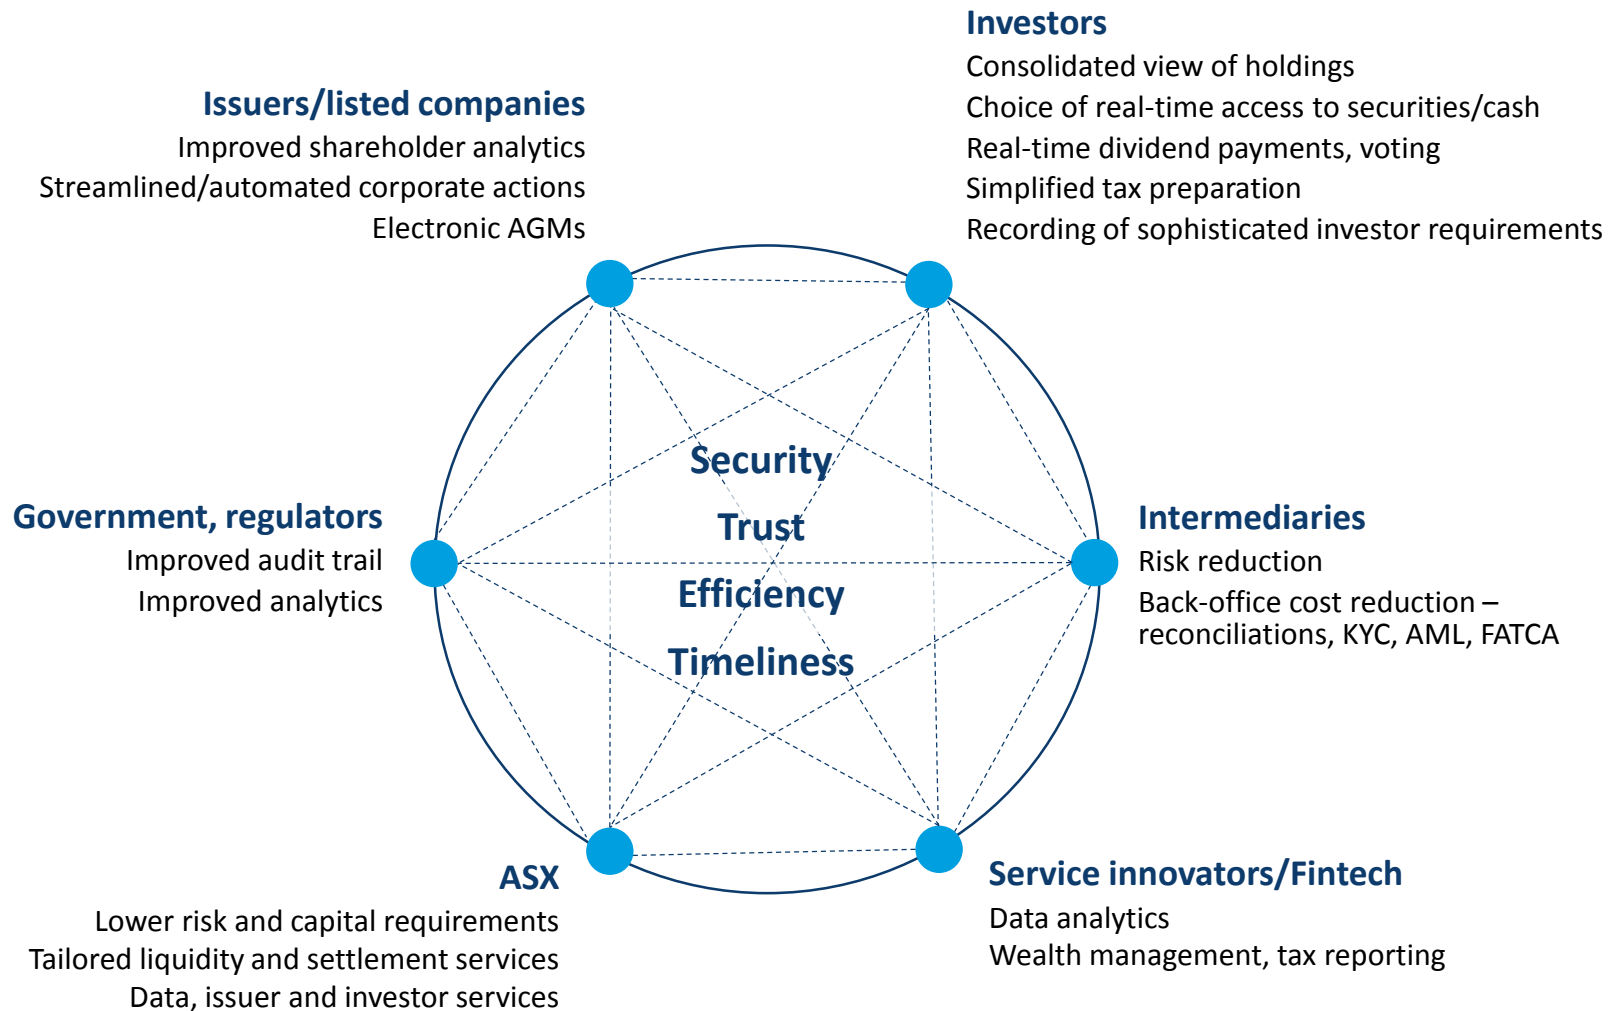 Investors
Consolidated view of holdings
Choice of real-time access to securities/cash
Real-time dividend payments, voting
Simplified tax preparation
Recording of sophisticated investor requirements
Issuers/listed companies
Improved shareholder analytics
Streamlined/automated corporate actions
Electronic AGMs
Security
Trust
Efficiency
Timeliness
Government, regulators
Improved audit trail
Improved analytics
Intermediaries
Risk reduction
Back-office cost reduction –
reconciliations, KYC, AML, FATCA
ASX
Lower risk and capital requirements
Tailored liquidity and settlement services
Data, issuer and investor services
Service innovators/Fintech
Data analytics
Wealth management, tax reporting